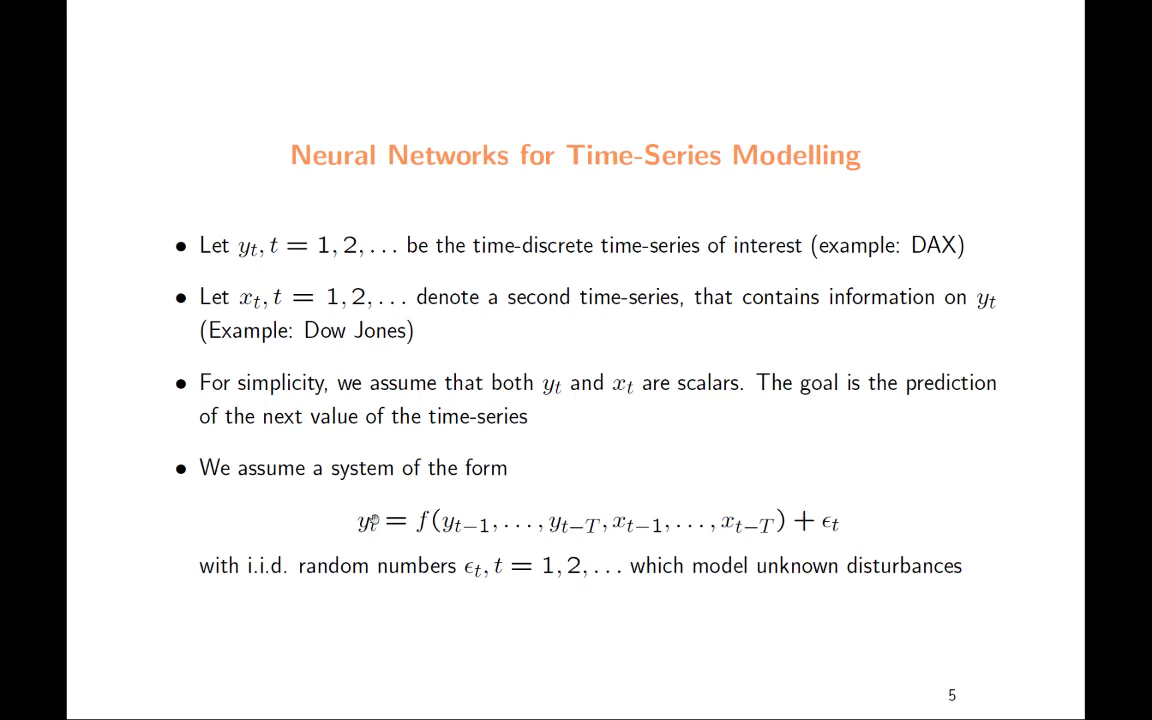 Neural Networks for Time-Series Modelling
• Let y_t, t = 1, 2, . . . be the time-discrete time-series of interest (example: DAX)
• Let x_t, t = 1, 2, . . . denote a second time-series, that contains information on y_t
(Example: Dow Jones)
• For simplicity, we assume that both y_t and x_t are scalars. The goal is the prediction
of the next value of the time-series
• We assume a system of the form
y_t = f(y_{t−1}, . . . , y_{t−T}, x_{t−1}, . . . , x_{t−T}) + ϵ_t
with i.i.d. random numbers ϵ_t, t = 1, 2, . . . which model unknown disturbances
5